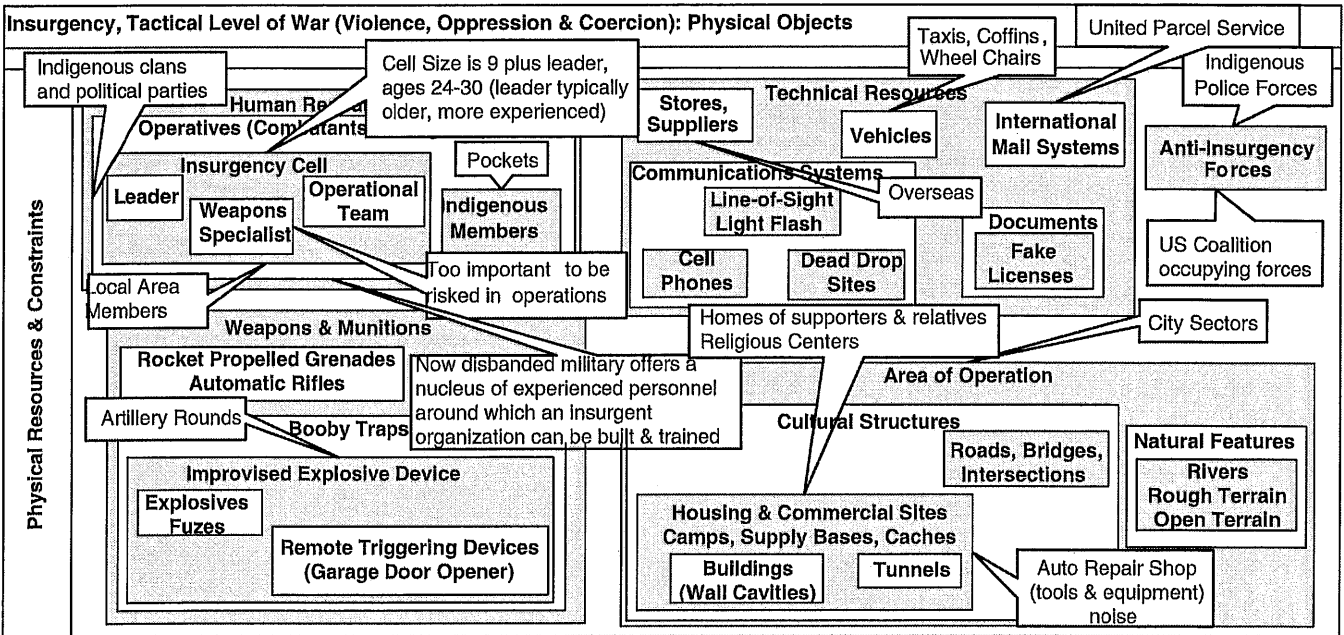 Insurgency, Tactical Level of War (Violence, Oppression & Coercion): Physical Objects
Physical Resources & Constraints
Indigenous clans
and political parties
Human
Operatives
Cell Size is 9 plus leader,
ages 24-30 (leader typically
older, more experienced)
Insurgency Cell
Leader
Weapons
Specialist
Operational
Team
Pockets
Indigenous
Members
Too important to be
risked in operations
Local Area
Members
Weapons & Munitions
Rocket Propelled Grenades
Automatic Rifles
Now disbanded military offers a
nucleus of experienced personnel
around which an insurgent
organization can be built & trained
Artillery Rounds
Booby Traps
Improvised Explosive Device
Explosives
Fuzes
Remote Triggering Devices
(Garage Door Opener)
Technical Resources
Stores,
Suppliers
Taxis, Coffins,
Wheel Chairs
Vehicles
United Parcel Service
International
Mail Systems
Communications Systems
Line-of-Sight
Light Flash
Cell
Phones
Dead Drop
Sites
Overseas
Documents
Fake
Licenses
Indigenous
Police Forces
Anti-Insurgency
Forces
US Coalition
occupying forces
Homes of supporters & relatives
Religious Centers
City Sectors
Area of Operation
Cultural Structures
Roads, Bridges,
Intersections
Natural Features
Rivers
Rough Terrain
Open Terrain
Housing & Commercial Sites
Camps, Supply Bases, Caches
Buildings
(Wall Cavities)
Tunnels
Auto Repair Shop
(tools & equipment)
noise